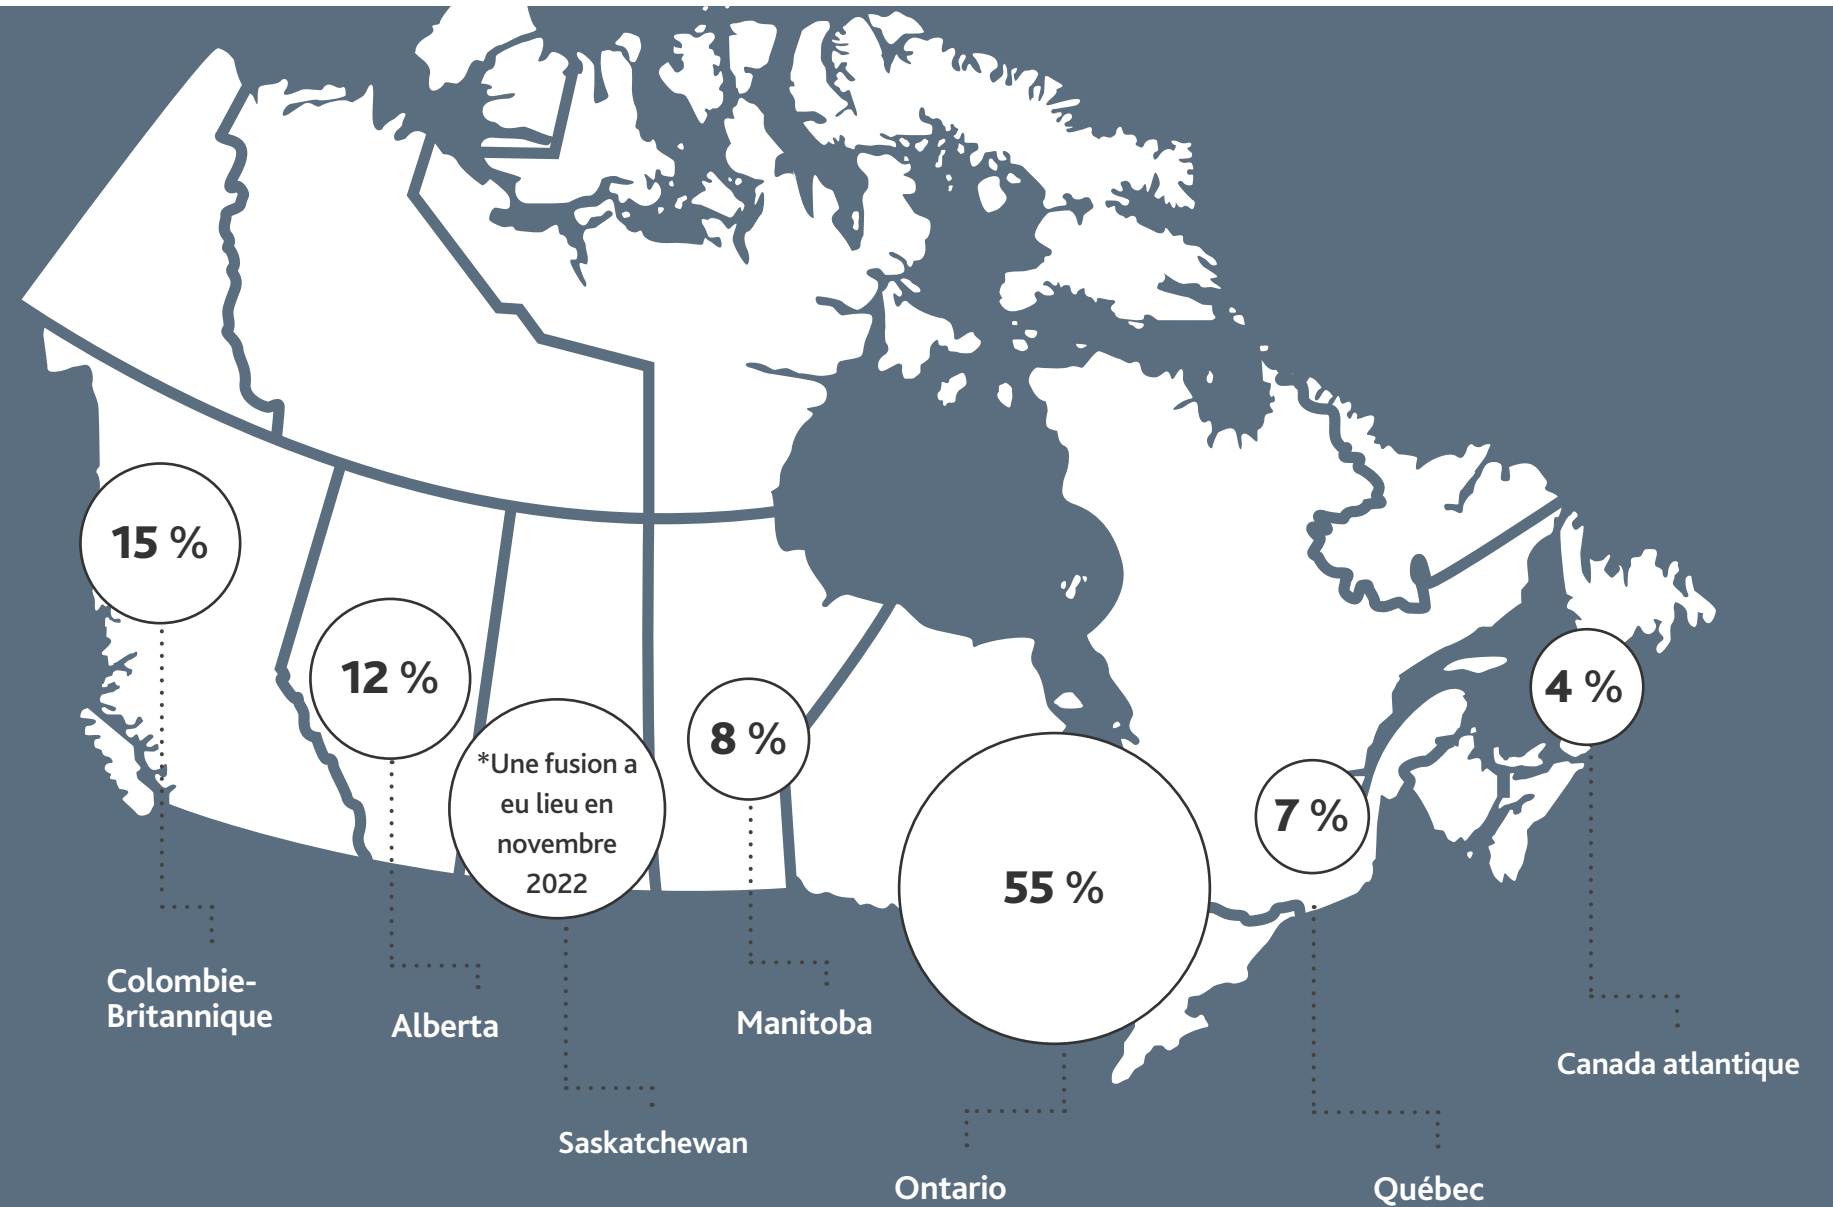 15 %
12 %
*Une fusion a
eu lieu en
novembre
2022
8 %
55 %
7 %
4 %
Colombie-
Britannique
Alberta
Saskatchewan
Manitoba
Ontario
Québec
Canada atlantique